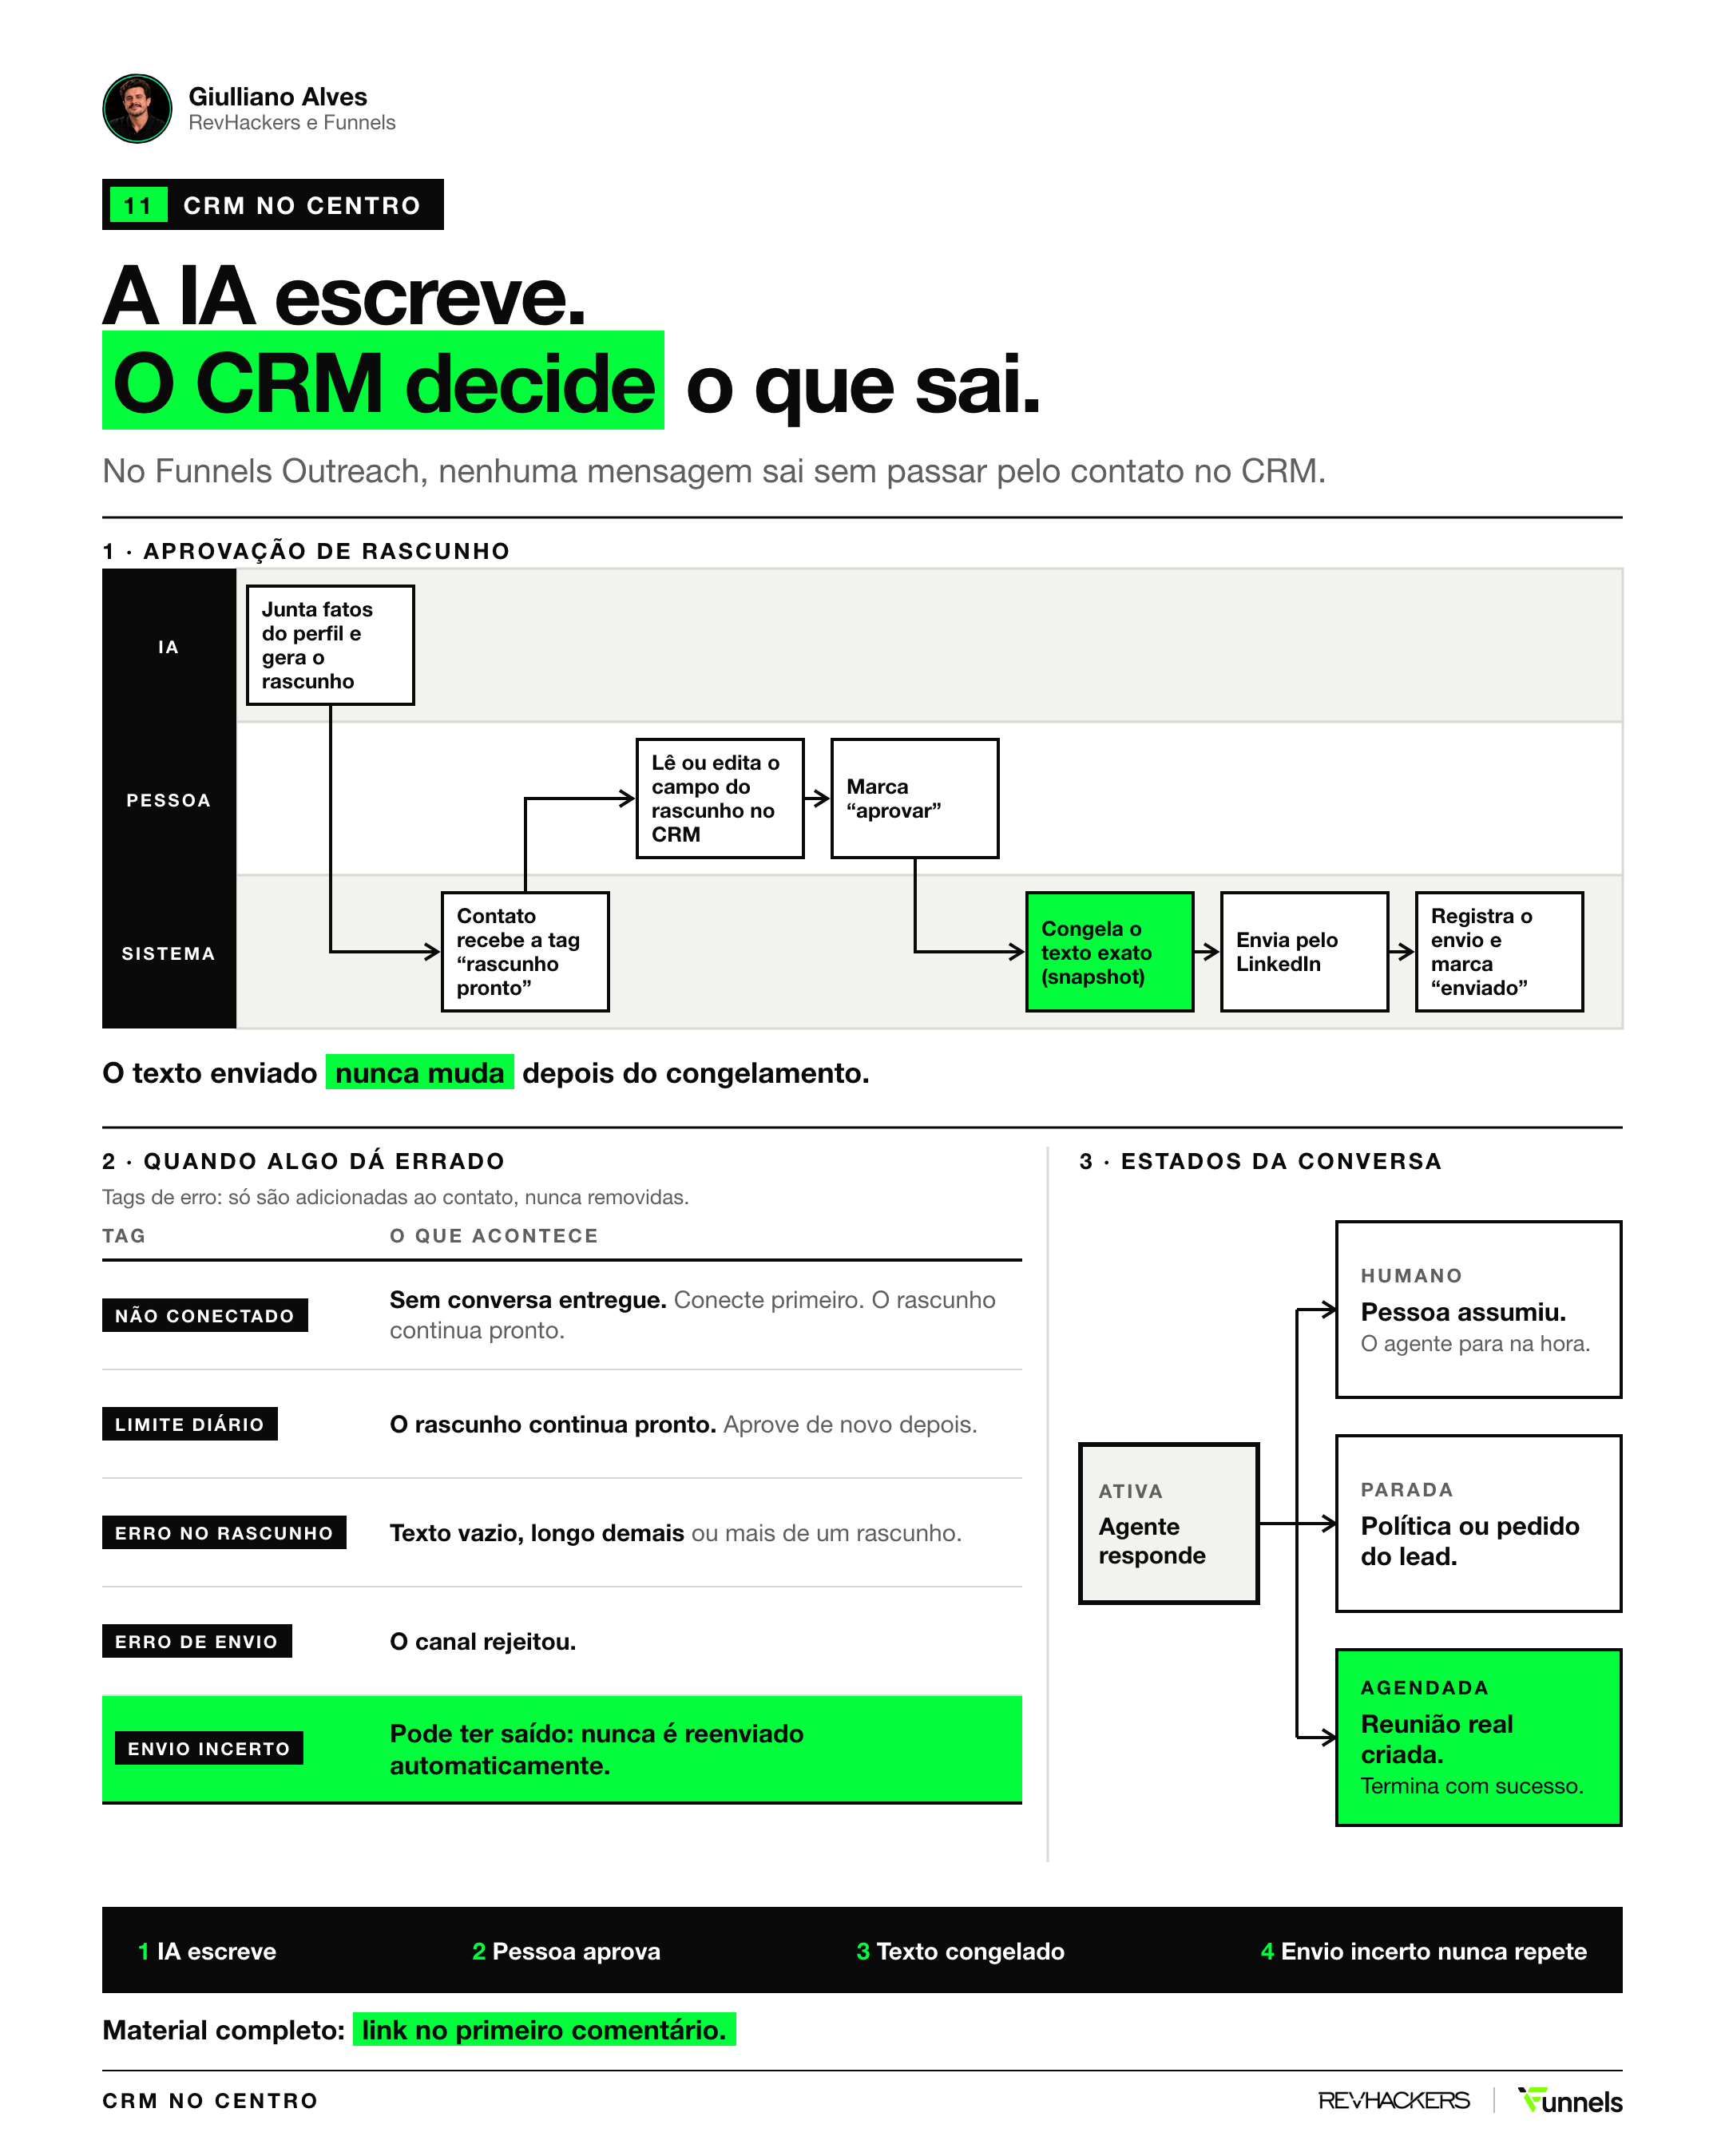 Giulliano Alves
RevHackers e Funnels
11 CRM NO CENTRO
A IA escreve.
O CRM decide o que sai.
No Funnels Outreach, nenhuma mensagem sai sem passar pelo contato no CRM.
1 · APROVAÇÃO DE RASCUNHO
IA
Junta fatos
do perfil e
gera o
rascunho
PESSOA
Lê ou edita o
campo do
rascunho no
CRM
Marca
“aprovar”
SISTEMA
Contato
recebe a tag
“rascunho
pronto”
Congela o
texto exato
(snapshot)
Envia pelo
LinkedIn
Registra o
envio e
marca
“enviado”
O texto enviado nunca muda depois do congelamento.
2 · QUANDO ALGO DÁ ERRADO
Tags de erro: só são adicionadas ao contato, nunca removidas.
TAG O QUE ACONTECE
NÃO CONECTADO
Sem conversa entregue. Conecte primeiro. O rascunho
continua pronto.
LIMITE DIÁRIO
O rascunho continua pronto. Aprove de novo depois.
ERRO NO RASCUNHO
Texto vazio, longo demais ou mais de um rascunho.
ERRO DE ENVIO
O canal rejeitou.
ENVIO INCERTO
Pode ter saído: nunca é reenviado
automaticamente.
3 · ESTADOS DA CONVERSA
ATIVA
Agente
responde
HUMANO
Pessoa assumiu.
O agente para na hora.
PARADA
Política ou pedido
do lead.
AGENDADA
Reunião real
criada.
Termina com sucesso.
1 IA escreve
2 Pessoa aprova
3 Texto congelado
4 Envio incerto nunca repete
Material completo: link no primeiro comentário.
CRM NO CENTRO
REVHACKERS
Funnels